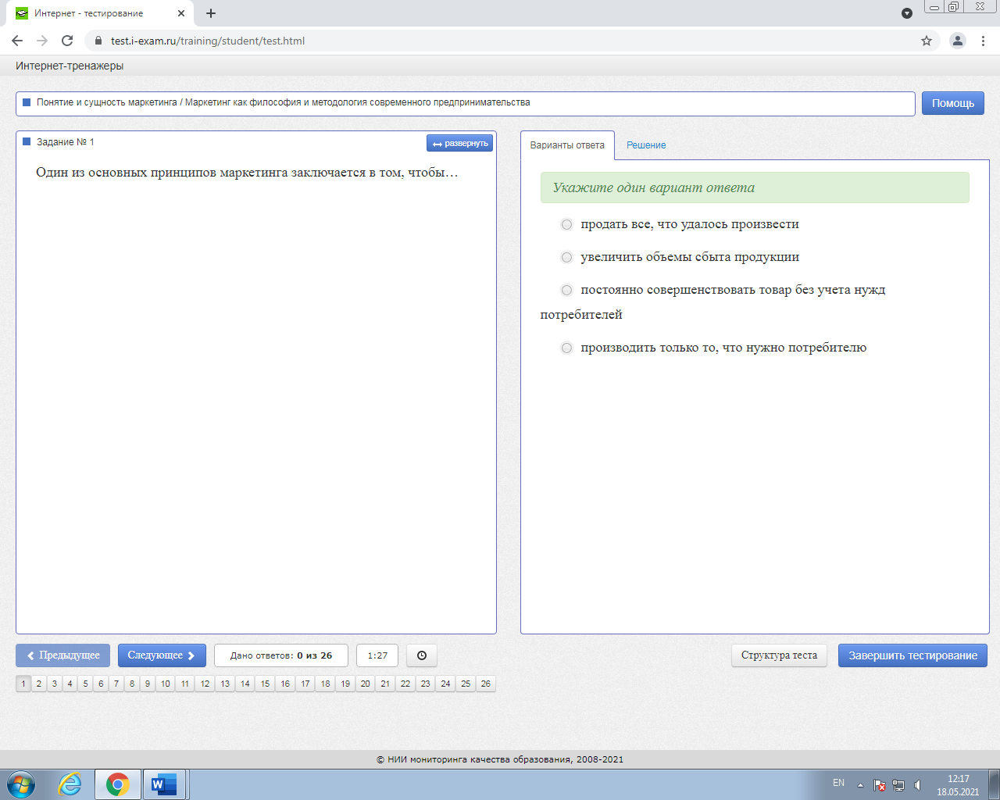 Интернет - тестирование
test.i-exam.ru/training/student/test.html
Интернет-тренажеры
Понятие и сущность маркетинга / Маркетинг как философия и методология современного предпринимательства
Помощь
Задание № 1
развернуть
Один из основных принципов маркетинга заключается в том, чтобы…
Варианты ответа
Решение
Укажите один вариант ответа
продать все, что удалось произвести
увеличить объемы сбыта продукции
постоянно совершенствовать товар без учета нужд
потребителей
производить только то, что нужно потребителю
Предыдущее
Следующее
Дано ответов: 0 из 26
1:27
Структура теста
Завершить тестирование
1 2 3 4 5 6 7 8 9 10 11 12 13 14 15 16 17 18 19 20 21 22 23 24 25 26
© НИИ мониторинга качества образования, 2008-2021
EN
12:17
18.05.2021